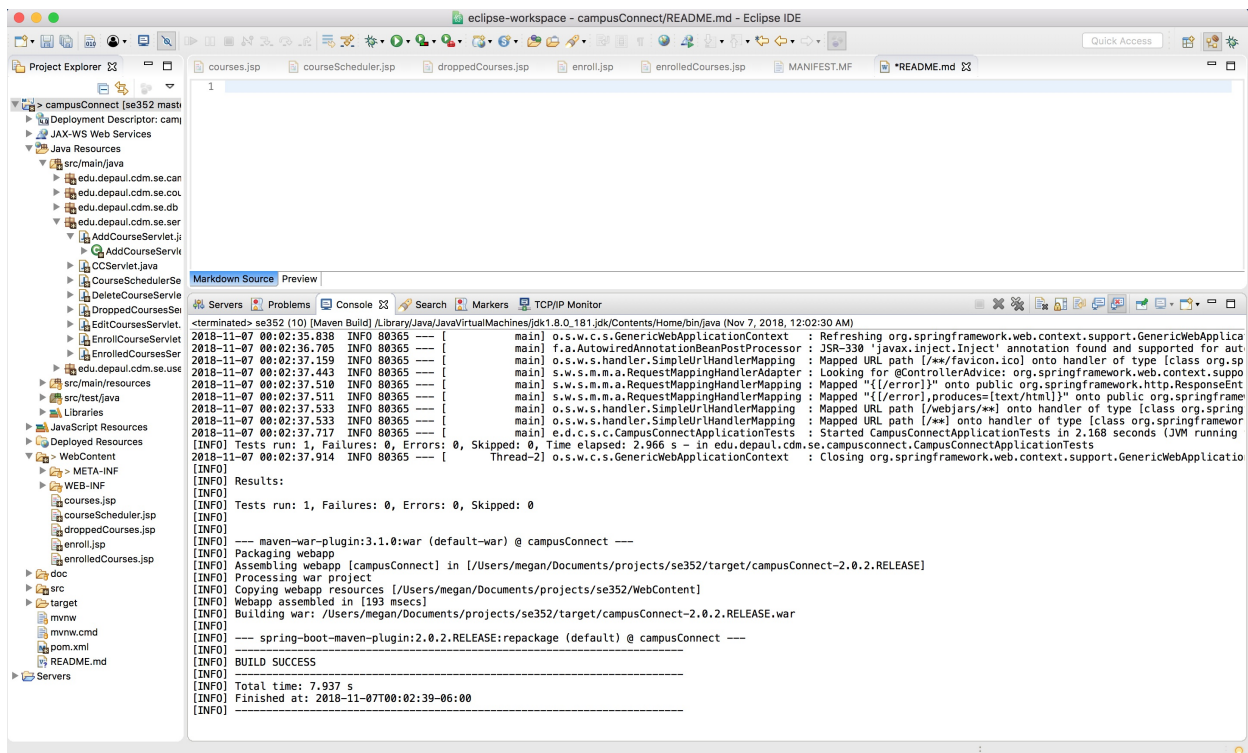 eclipse-workspace - campusConnect/README.md - Eclipse IDE
Quick Access
Project Explorer
courses.jsp
courseScheduler.jsp
droppedCourses.jsp
enroll.jsp
enrolledCourses.jsp
MANIFEST.MF
*README.md
1
> campusConnect [se352 maste
Deployment Descriptor: camp
JAX-WS Web Services
Java Resources
src/main/java
edu.depaul.cdm.se.can
edu.depaul.cdm.se.cou
edu.depaul.cdm.se.db
edu.depaul.cdm.se.ser
AddCourseServlet.ja
AddCourseServle
CCServlet.java
CourseSchedulerSe
DeleteCourseServle
DroppedCoursesSer
EditCoursesServlet.
EnrollCourseServlet
EnrolledCoursesSer
edu.depaul.cdm.se.use
src/main/resources
src/test/java
Libraries
JavaScript Resources
Deployed Resources
> WebContent
> META-INF
WEB-INF
courses.jsp
courseScheduler.jsp
droppedCourses.jsp
enroll.jsp
enrolledCourses.jsp
doc
src
target
mvnw
mvnw.cmd
pom.xml
README.md
Servers
Markdown Source Preview
Servers Problems Console Search Markers TCP/IP Monitor
<terminated> se352 (10) [Maven Build] /Library/Java/JavaVirtualMachines/jdk1.8.0_181.jdk/Contents/Home/bin/java (Nov 7, 2018, 12:02:30 AM)
2018-11-07 00:02:35.838 INFO 80365 --- [ main] o.s.w.c.s.GenericWebApplicationContext : Refreshing org.springframework.web.context.support.GenericWebApplica
2018-11-07 00:02:36.705 INFO 80365 --- [ main] f.a.AutowiredAnnotationBeanPostProcessor : JSR-330 'javax.inject.Inject' annotation found and supported for aut
2018-11-07 00:02:37.159 INFO 80365 --- [ main] o.s.w.s.handler.SimpleUrlHandlerMapping : Mapped URL path [/**/favicon.ico] onto handler of type [class org.sp
2018-11-07 00:02:37.443 INFO 80365 --- [ main] s.w.s.m.m.a.RequestMappingHandlerAdapter : Looking for @ControllerAdvice: org.springframework.web.context.suppo
2018-11-07 00:02:37.510 INFO 80365 --- [ main] s.w.s.m.m.a.RequestMappingHandlerMapping : Mapped "{[/error]}" onto public org.springframework.http.ResponseEnt
2018-11-07 00:02:37.511 INFO 80365 --- [ main] s.w.s.m.m.a.RequestMappingHandlerMapping : Mapped "{[/error],produces=[text/html]}" onto public org.springframew
2018-11-07 00:02:37.533 INFO 80365 --- [ main] o.s.w.s.handler.SimpleUrlHandlerMapping : Mapped URL path [/webjars/**] onto handler of type [class org.spring
2018-11-07 00:02:37.533 INFO 80365 --- [ main] o.s.w.s.handler.SimpleUrlHandlerMapping : Mapped URL path [/**] onto handler of type [class org.springframewor
2018-11-07 00:02:37.717 INFO 80365 --- [ main] e.d.c.s.c.CampusConnectApplicationTests : Started CampusConnectApplicationTests in 2.168 seconds (JVM running
[INFO] Tests run: 1, Failures: 0, Errors: 0, Skipped: 0, Time elapsed: 2.966 s - in edu.depaul.cdm.se.campusconnect.CampusConnectApplicationTests
2018-11-07 00:02:37.914 INFO 80365 --- [ Thread-2] o.s.w.c.s.GenericWebApplicationContext : Closing org.springframework.web.context.support.GenericWebApplicatio
[INFO]
[INFO] Results:
[INFO]
[INFO] Tests run: 1, Failures: 0, Errors: 0, Skipped: 0
[INFO]
[INFO]
[INFO] --- maven-war-plugin:3.1.0:war (default-war) @ campusConnect ---
[INFO] Packaging webapp
[INFO] Assembling webapp [campusConnect] in [/Users/megan/Documents/projects/se352/target/campusConnect-2.0.2.RELEASE]
[INFO] Processing war project
[INFO] Copying webapp resources [/Users/megan/Documents/projects/se352/WebContent]
[INFO] Webapp assembled in [193 msecs]
[INFO] Building war: /Users/megan/Documents/projects/se352/target/campusConnect-2.0.2.RELEASE.war
[INFO]
[INFO] --- spring-boot-maven-plugin:2.0.2.RELEASE:repackage (default) @ campusConnect ---
[INFO] ------------------------------------------------------------------------
[INFO] BUILD SUCCESS
[INFO] ------------------------------------------------------------------------
[INFO] Total time: 7.937 s
[INFO] Finished at: 2018-11-07T00:02:39-06:00
[INFO] ------------------------------------------------------------------------